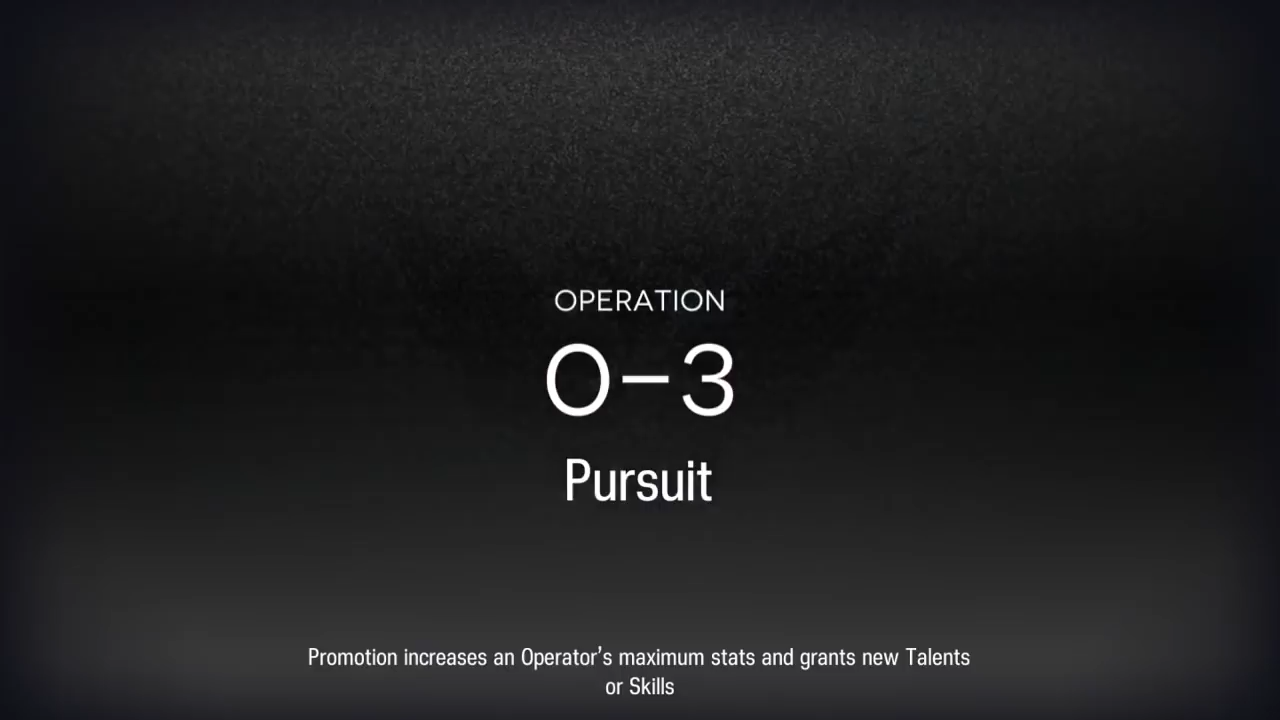 OPERATION
0-3
Pursuit
Promotion increases an Operator's maximum stats and grants new Talents
or Skills